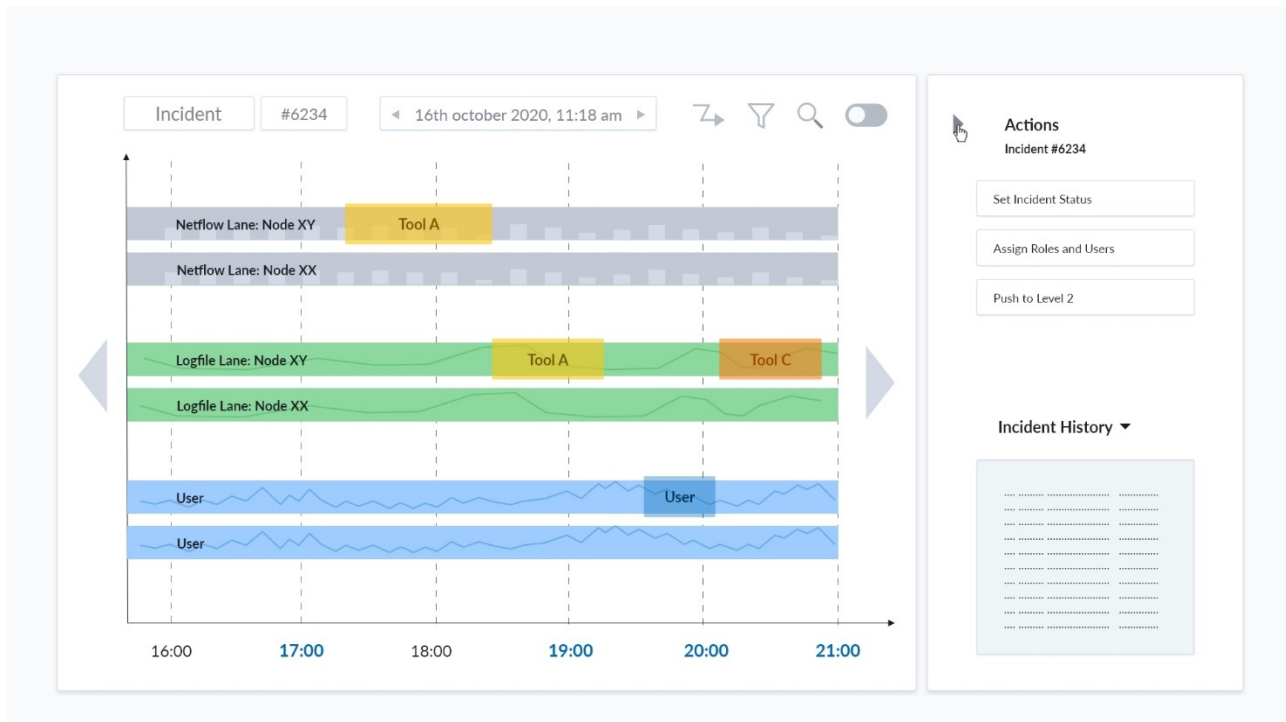 Incident
#6234
16th october 2020, 11:18 am
Netflow Lane: Node XY
Tool A
Netflow Lane: Node XX
Logfile Lane: Node XY
Tool A
Tool C
Logfile Lane: Node XX
User
User
User
16:00
17:00
18:00
19:00
20:00
21:00
Actions
Incident #6234
Set Incident Status
Assign Roles and Users
Push to Level 2
Incident History